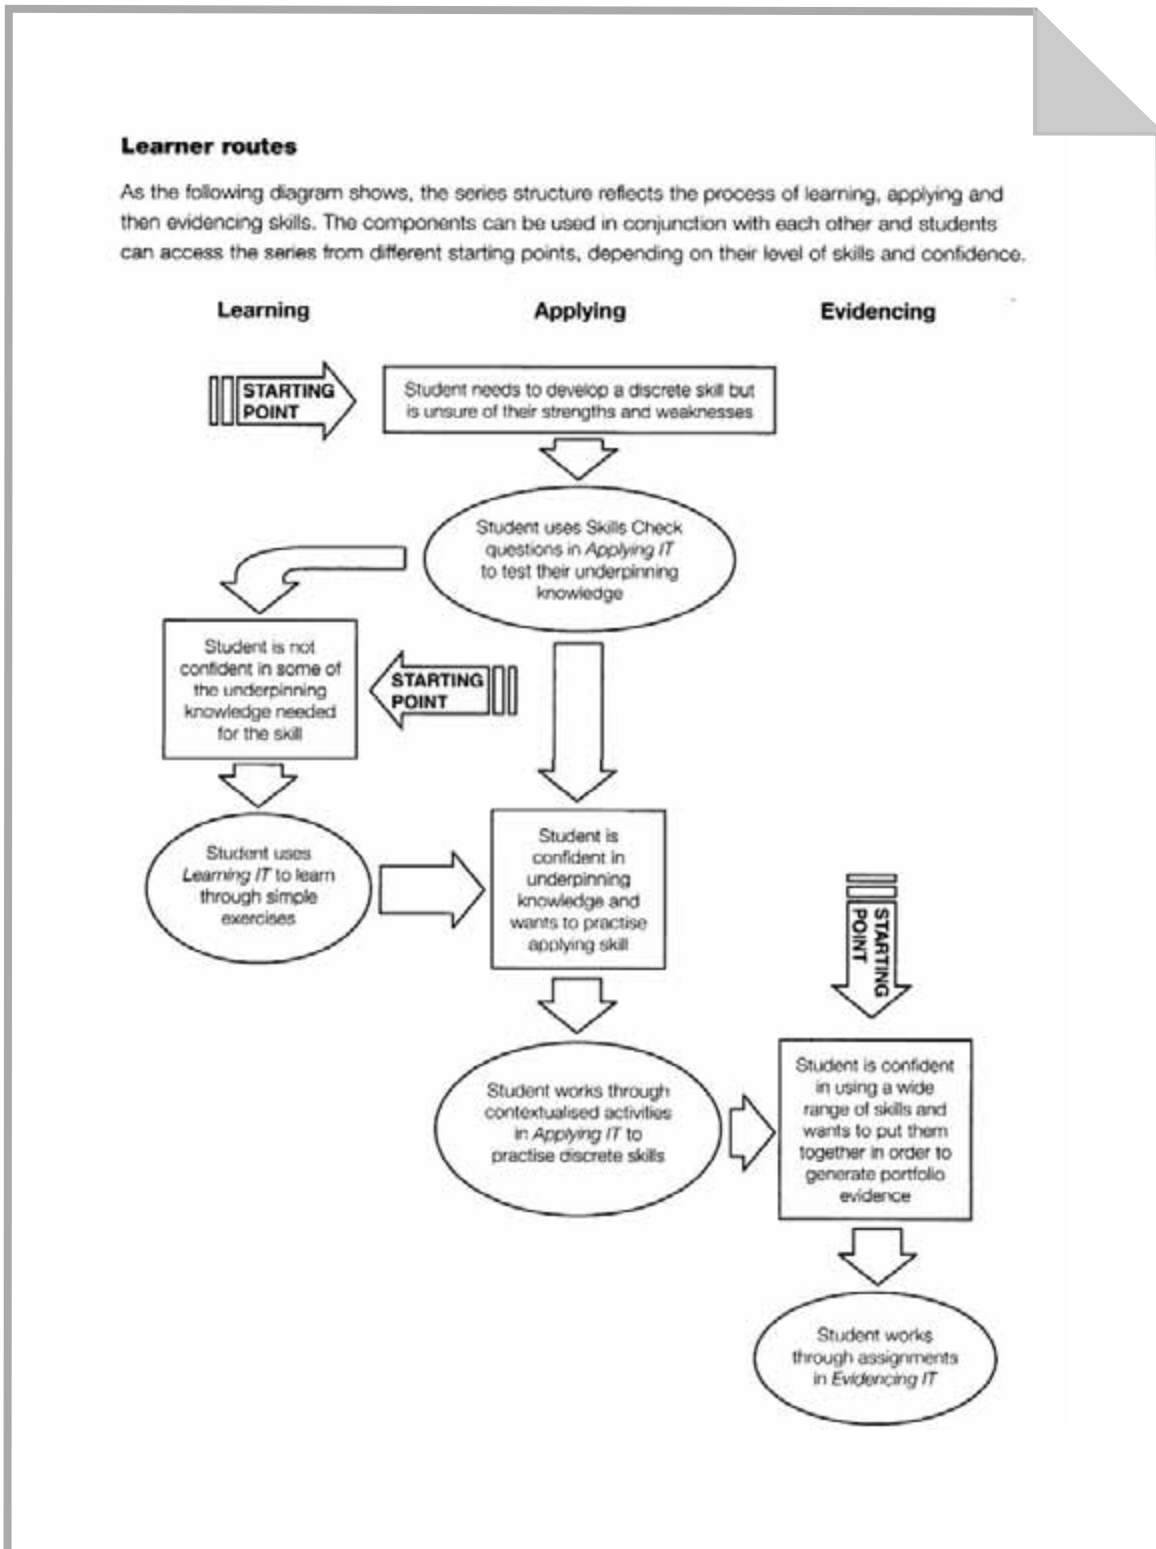 Learner routes
As the following diagram shows, the series structure reflects the process of learning, applying and
then evidencing skills. The components can be used in conjunction with each other and students
can access the series from different starting points, depending on their level of skills and confidence.
Learning
Applying
Evidencing
STARTING
POINT
Student needs to develop a discrete skill but
is unsure of their strengths and weaknesses
Student uses Skills Check
questions in Applying IT
to test their underpinning
knowledge
Student is not
confident in some of
the underpinning
knowledge needed
for the skill
STARTING
POINT
Student uses
Learning IT to learn
through simple
exercises
Student is
confident in
underpinning
knowledge and
wants to practise
applying skill
STARTING
POINT
Student works through
contextualised activities
in Applying IT to
practise discrete skills
Student is confident
in using a wide
range of skills and
wants to put them
together in order to
generate portfolio
evidence
Student works
through assignments
in Evidencing IT